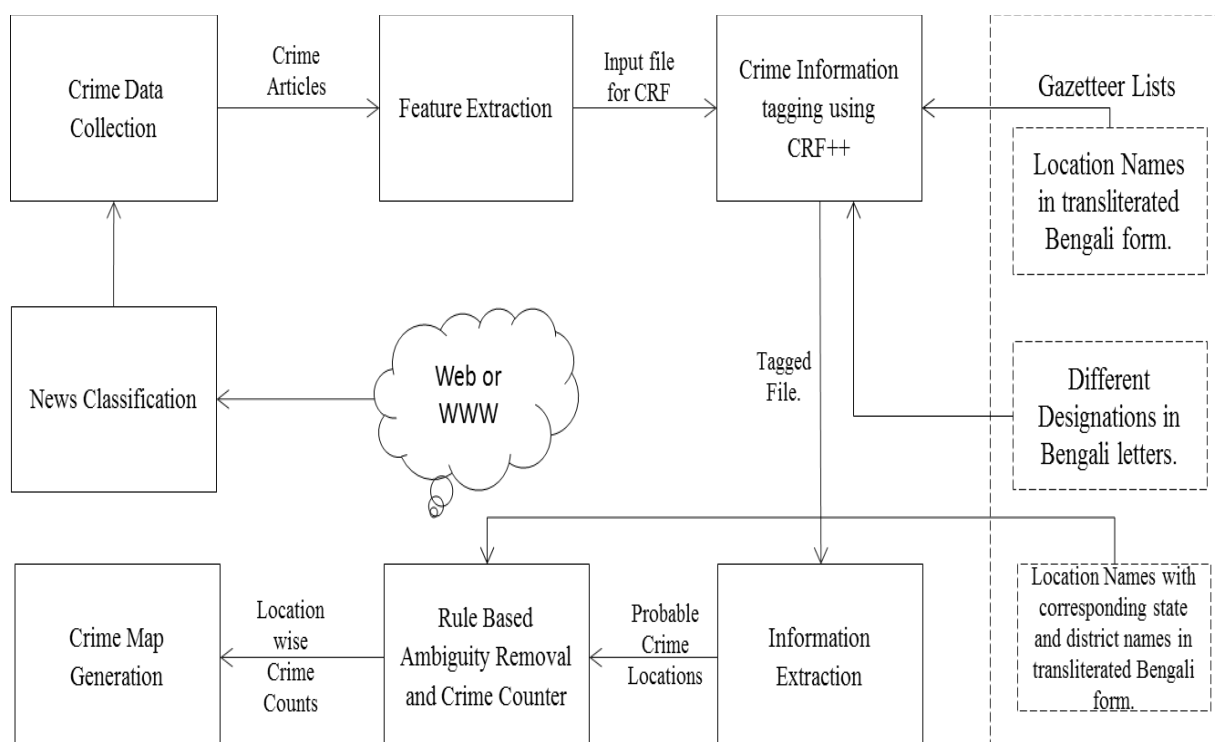 Crime Data
Collection
Crime
Articles
Feature Extraction
Input file
for CRF
Crime Information
tagging using
CRF++
Gazetteer Lists
Location Names
in transliterated
Bengali form.
News Classification
Web or
WWW
Tagged
File.
Different
Designations in
Bengali letters.
Crime Map
Generation
Location
wise
Crime
Counts
Rule Based
Ambiguity Removal
and Crime Counter
Probable
Crime
Locations
Information
Extraction
Location Names with
corresponding state
and district names in
transliterated Bengali
form.